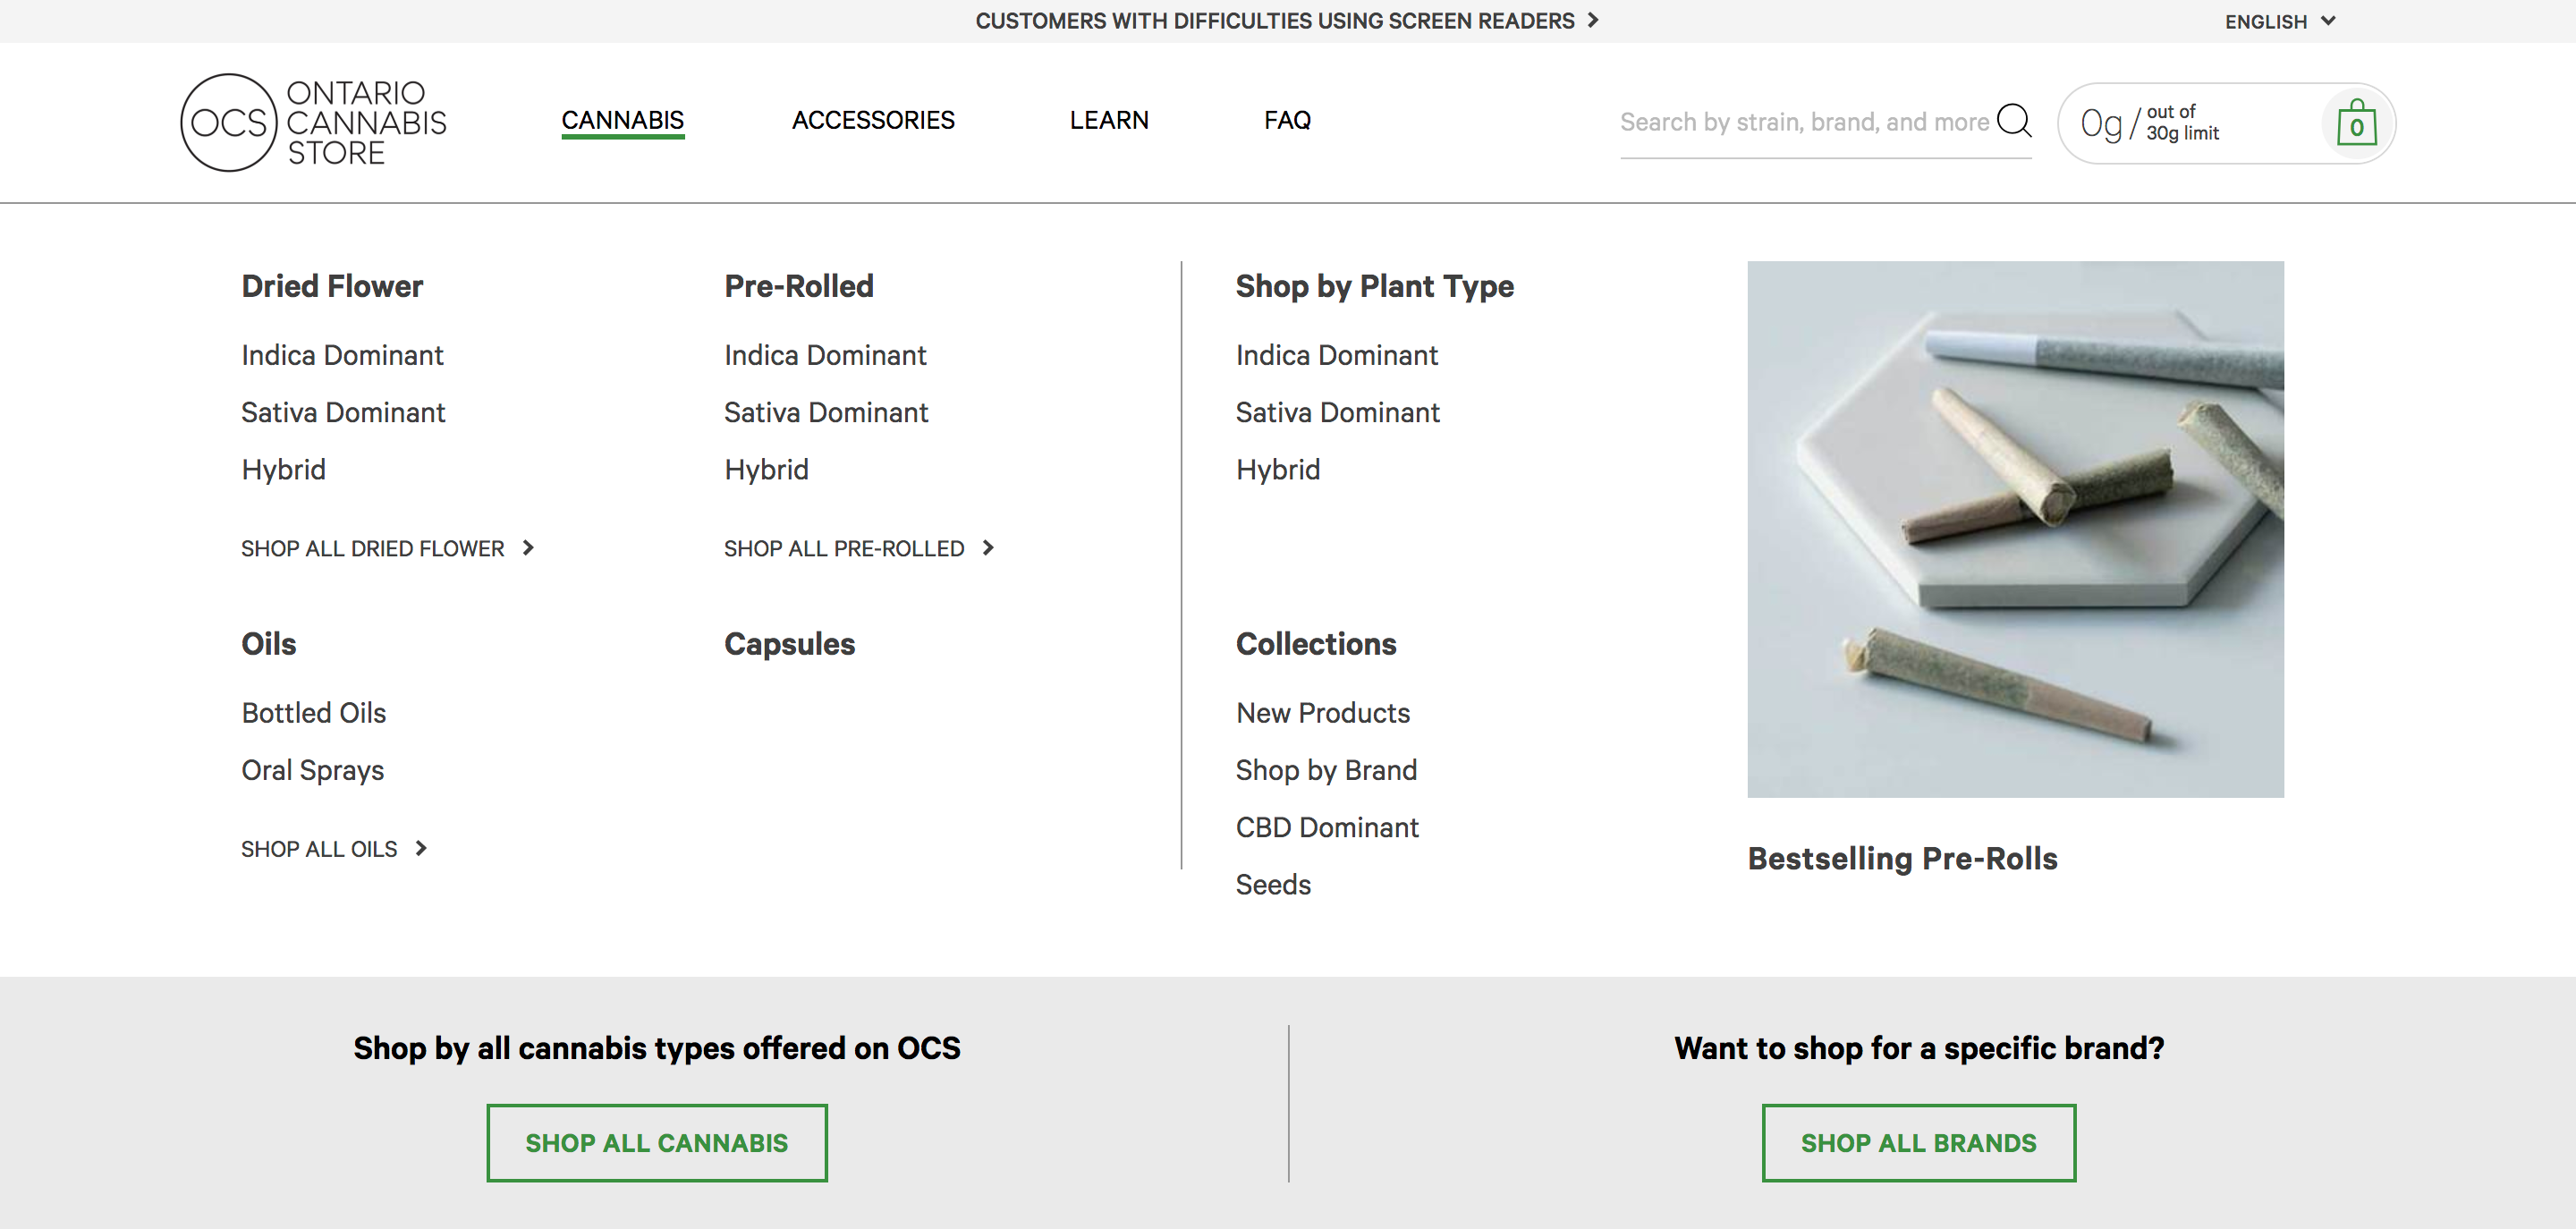 CUSTOMERS WITH DIFFICULTIES USING SCREEN READERS
ENGLISH
OCS
ONTARIO
CANNABIS
STORE
CANNABIS
ACCESSORIES
LEARN
FAQ
Search by strain, brand, and more
0g/
out of
30g limit
0
Dried Flower
Indica Dominant
Sativa Dominant
Hybrid
SHOP ALL DRIED FLOWER
Pre-Rolled
Indica Dominant
Sativa Dominant
Hybrid
SHOP ALL PRE-ROLLED
Oils
Bottled Oils
Oral Sprays
SHOP ALL OILS
Capsules
Shop by Plant Type
Indica Dominant
Sativa Dominant
Hybrid
Collections
New Products
Shop by Brand
CBD Dominant
Seeds
Bestselling Pre-Rolls
Shop by all cannabis types offered on OCS
SHOP ALL CANNABIS
Want to shop for a specific brand?
SHOP ALL BRANDS